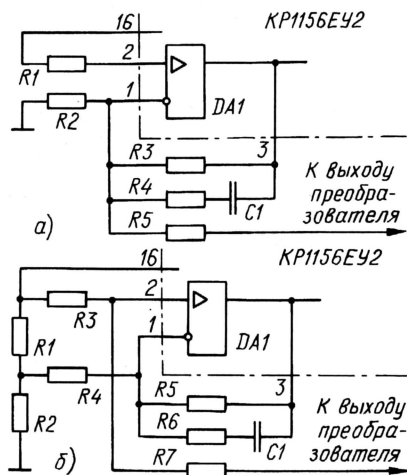 16
КР1156ЕУ2
R1
2
R2
1
DA1
R3
3
R4
C1
R5
К выходу
преобра-
зователя
а)
16
КР1156ЕУ2
R3
2
R1
1
DA1
R4
R5
3
R2
R6
C1
R7
К выходу
преобра-
зователя
б)